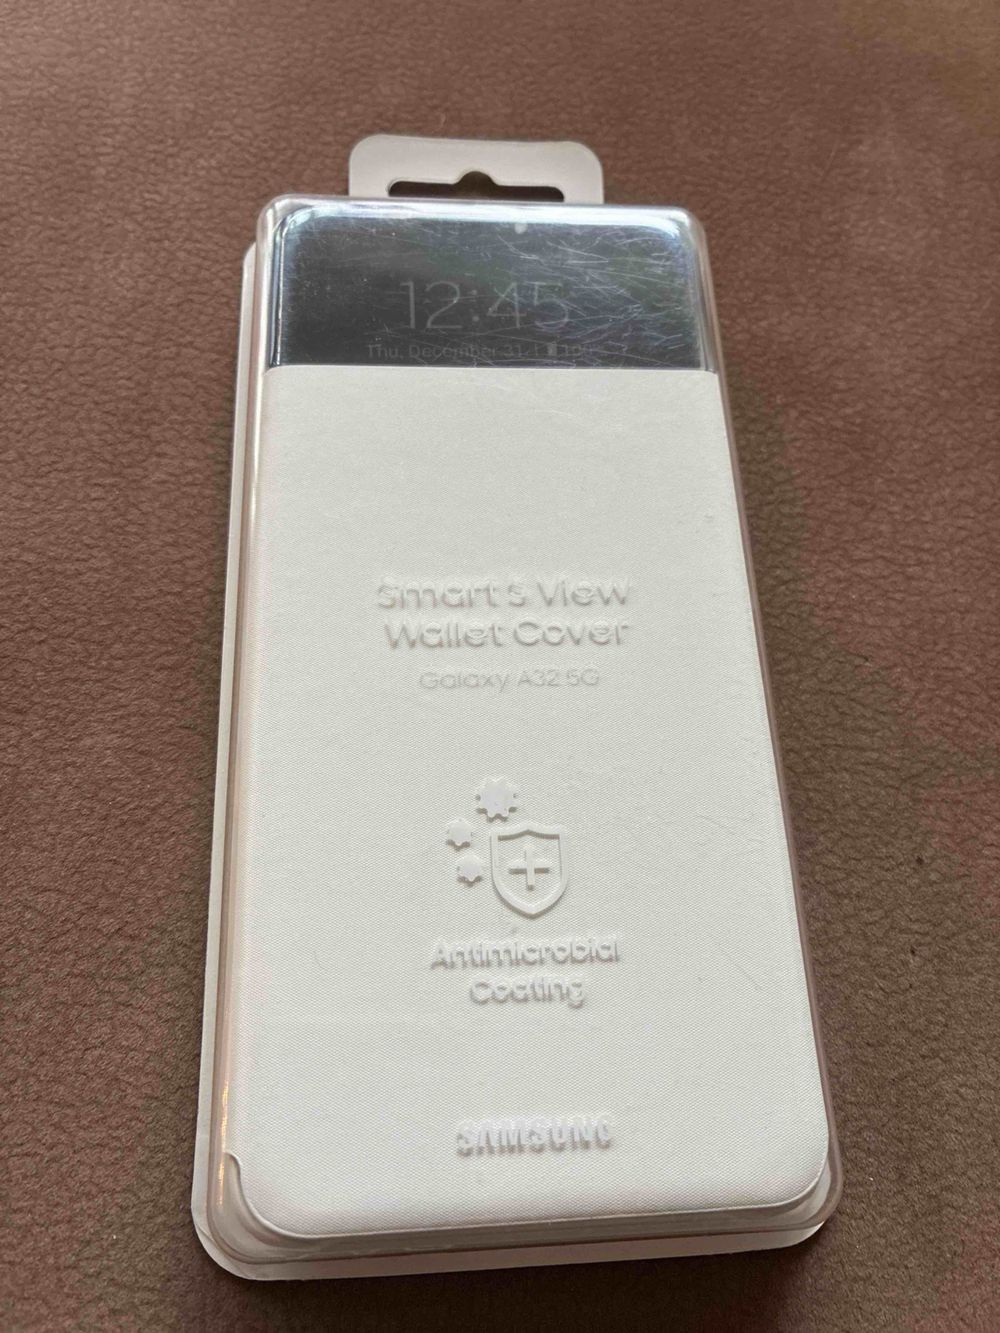 12:45
Thu, December 31
Smart S View
Wallet Cover
Galaxy A32 5G
Antimicrobial
Coating
SAMSUNG